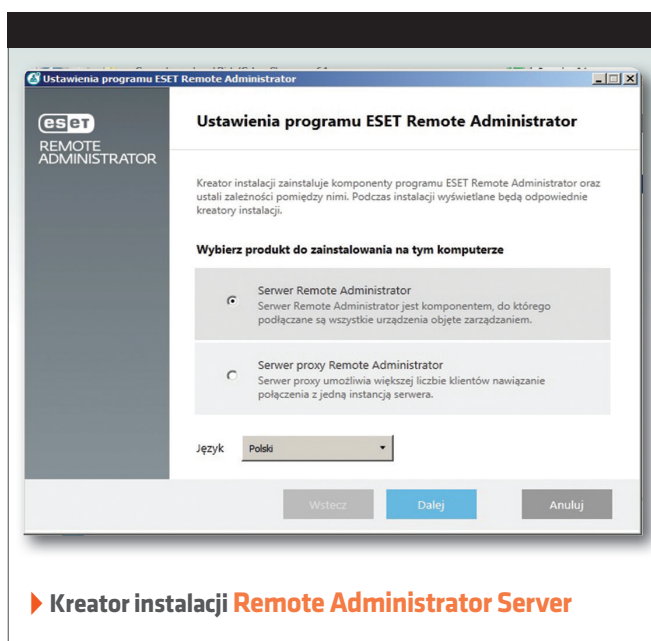 Ustawienia programu ESET Remote Administrator
eset
REMOTE
ADMINISTRATOR
Ustawienia programu ESET Remote Administrator
Kreator instalacji zainstaluje komponenty programu ESET Remote Administrator oraz
ustali zależności pomiędzy nimi. Podczas instalacji wyświetlane będą odpowiednie
kreatory instalacji.
Wybierz produkt do zainstalowania na tym komputerze
Serwer Remote Administrator
Serwer Remote Administrator jest komponentem, do którego
podłączane są wszystkie urządzenia objęte zarządzaniem.
Serwer proxy Remote Administrator
Serwer proxy umożliwia większej liczbie klientów nawiązanie
połączenia z jedną instancją serwera.
Język Polski
Wstecz Dalej Anuluj
Kreator instalacji Remote Administrator Server